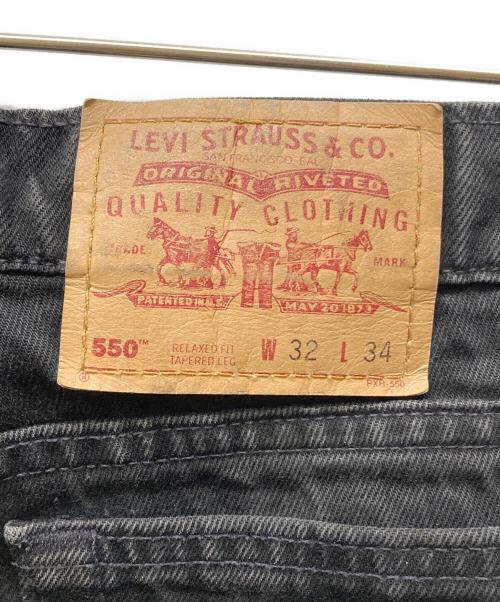 LEVI STRAUSS & CO.
SAN FRANCISCO, CAL
ORIGINAL RIVETED
QUALITY CLOTHING
TRADE MARK
PATENTED IN U.S. MAY 20 1873
550™ RELAXED FIT TAPERED LEG W 32 L 34
® PXR-550